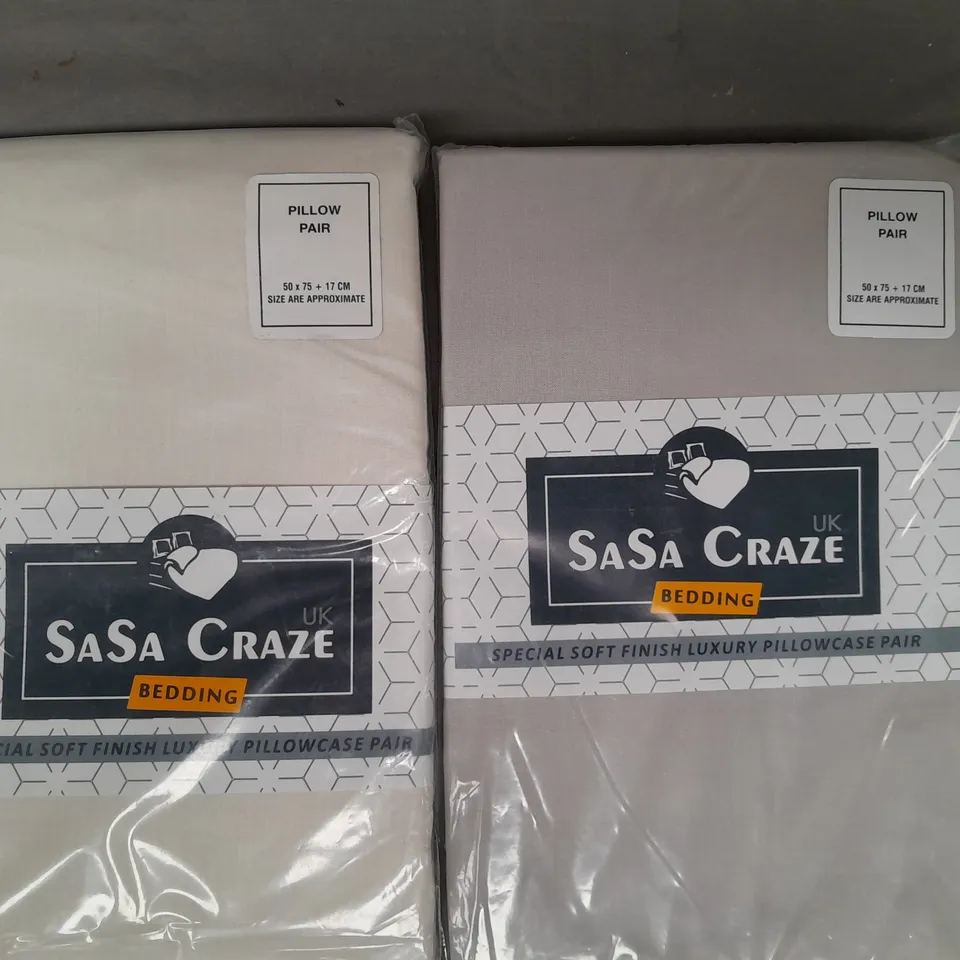 PILLOW
PAIR
50 x 75 + 17 CM
SIZE ARE APPROXIMATE
UK
SASA CRAZE
BEDDING
CIAL SOFT FINISH LUXURY PILLOWCASE PAIR
PILLOW
PAIR
50 x 75 + 17 CM
SIZE ARE APPROXIMATE
UK
SASA CRAZE
BEDDING
SPECIAL SOFT FINISH LUXURY PILLOWCASE PAIR